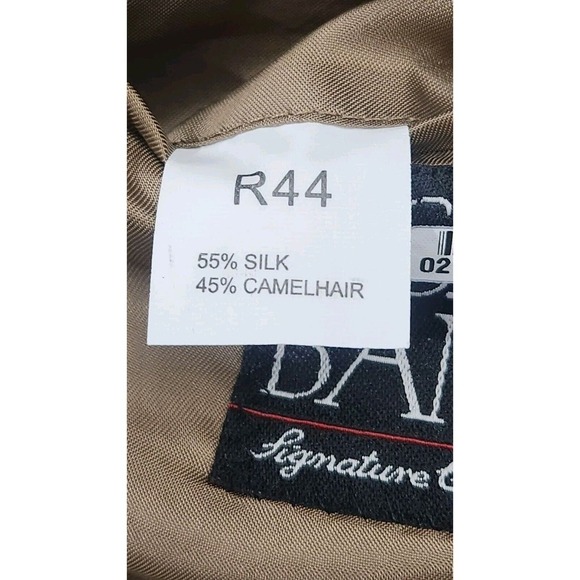 R44
55% SILK
45% CAMELHAIR
02
Signature